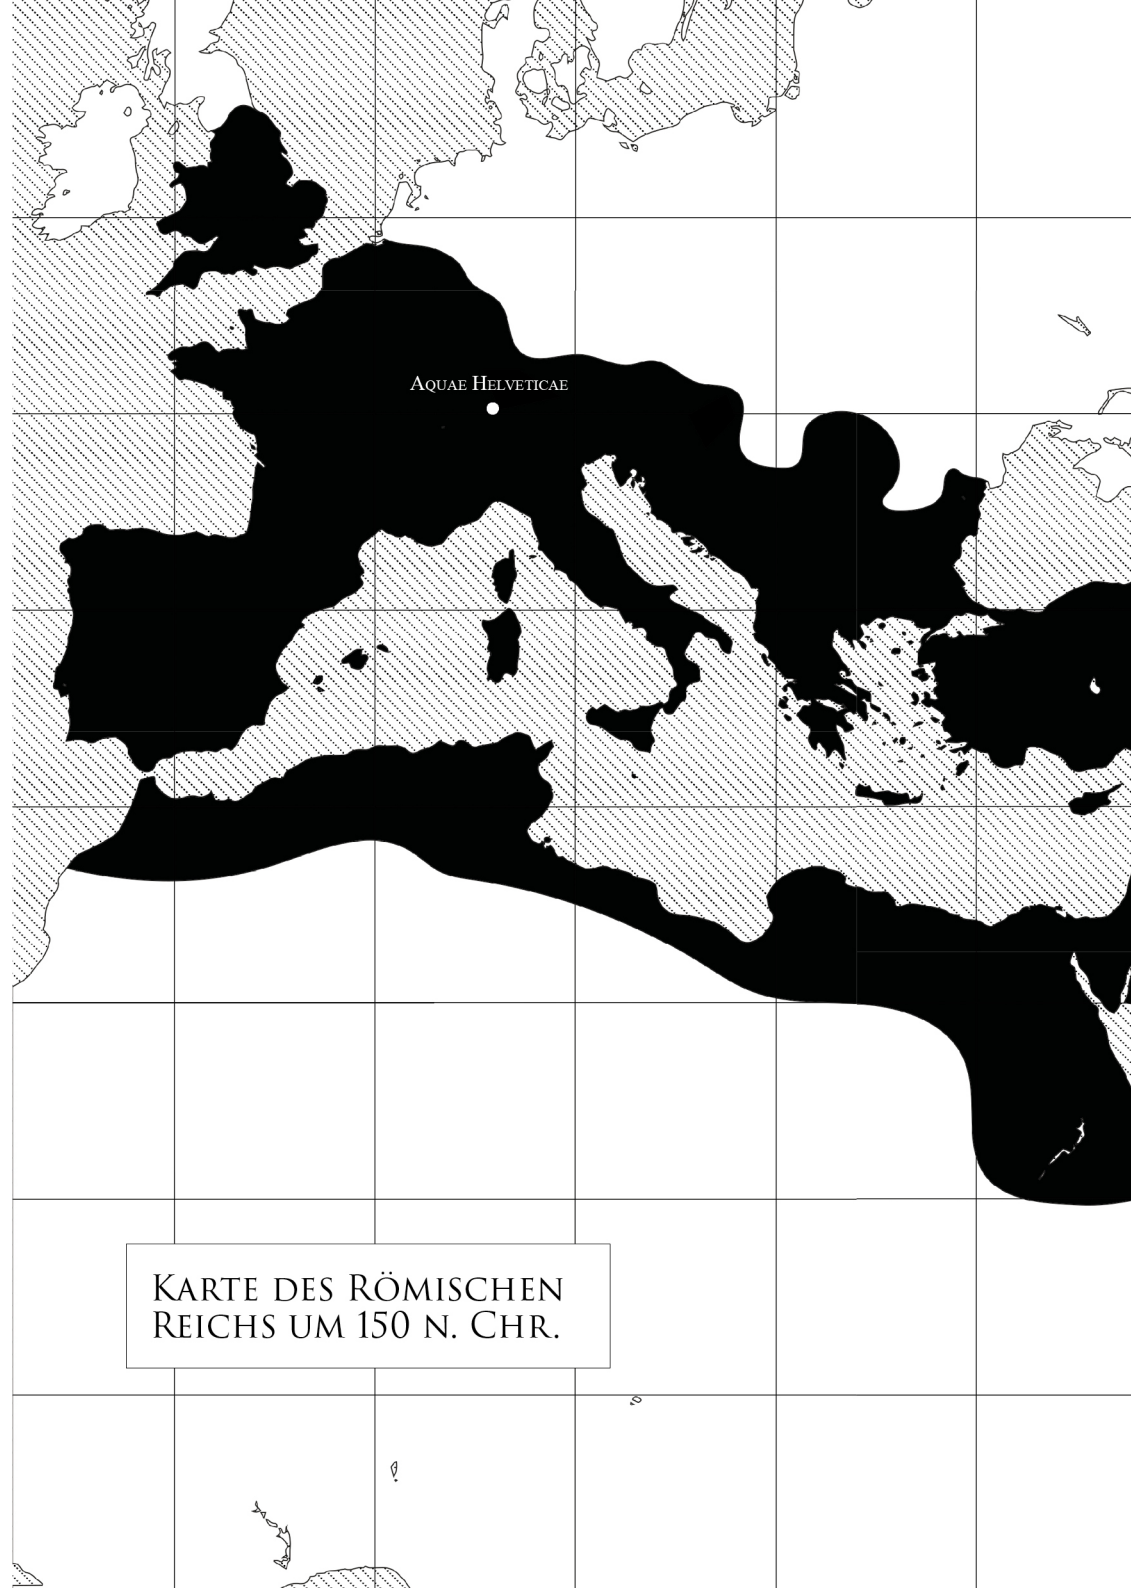 Aquae Helveticae
Karte des Römischen
Reichs um 150 n. Chr.